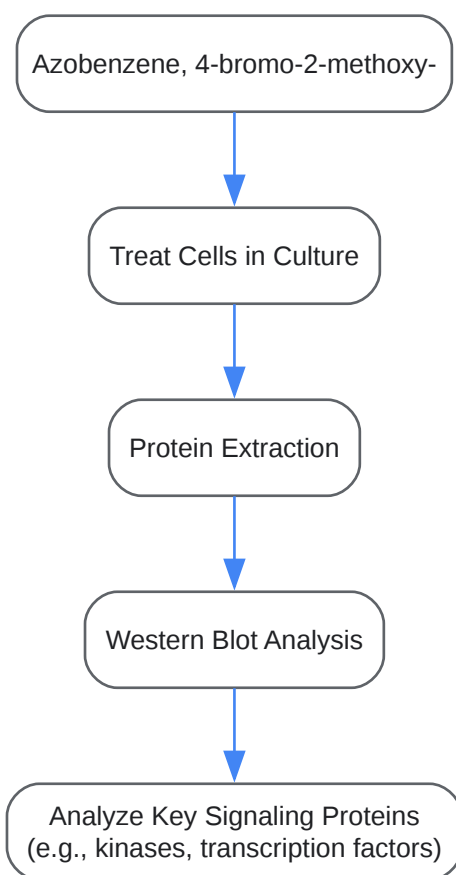 Azobenzene, 4-bromo-2-methoxy-
Treat Cells in Culture
Protein Extraction
Western Blot Analysis
Analyze Key Signaling Proteins
(e.g., kinases, transcription factors)